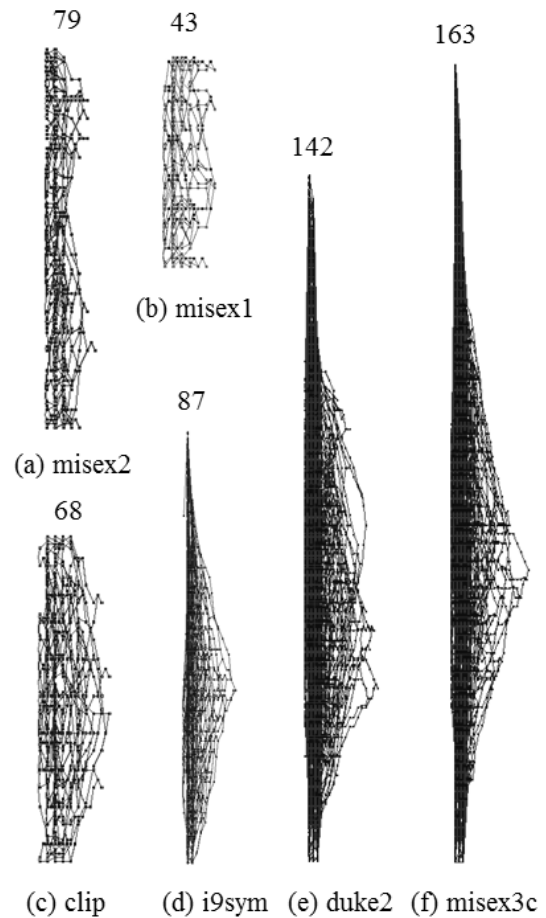 79
43
163
142
(b) misex1
87
(a) misex2
68
(c) clip
(d) i9sym
(e) duke2
(f) misex3c